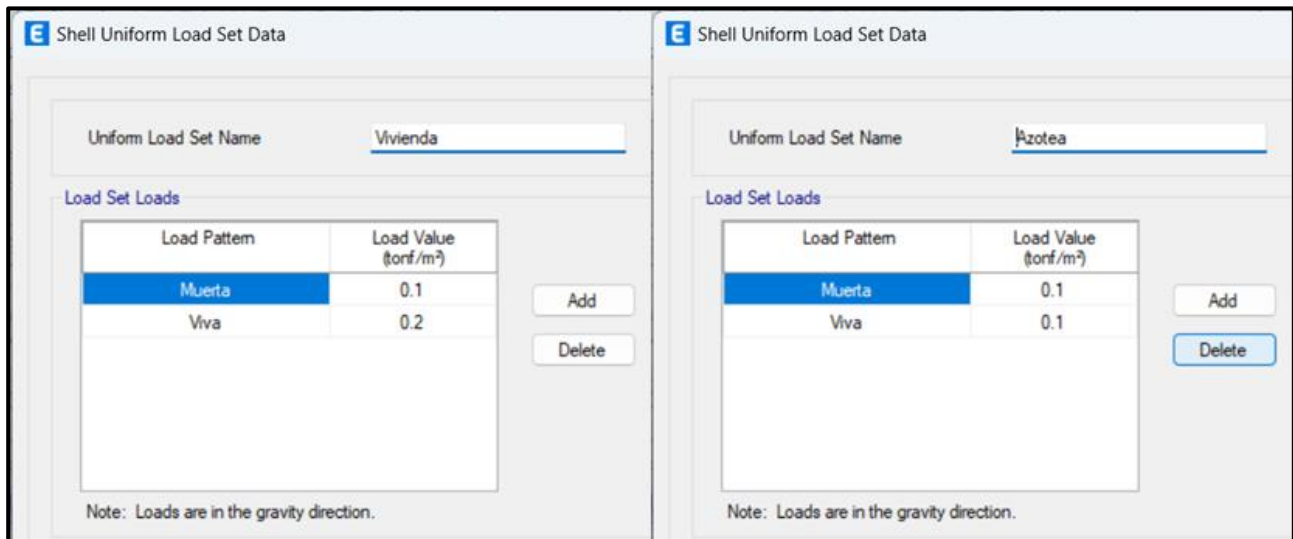 E Shell Uniform Load Set Data
Uniform Load Set Name Vivienda
Load Set Loads
Load Pattern Load Value (tonf/m²)
Muerta 0.1
Viva 0.2
Add
Delete
Note: Loads are in the gravity direction.
E Shell Uniform Load Set Data
Uniform Load Set Name Azotea
Load Set Loads
Load Pattern Load Value (tonf/m²)
Muerta 0.1
Viva 0.1
Add
Delete
Note: Loads are in the gravity direction.